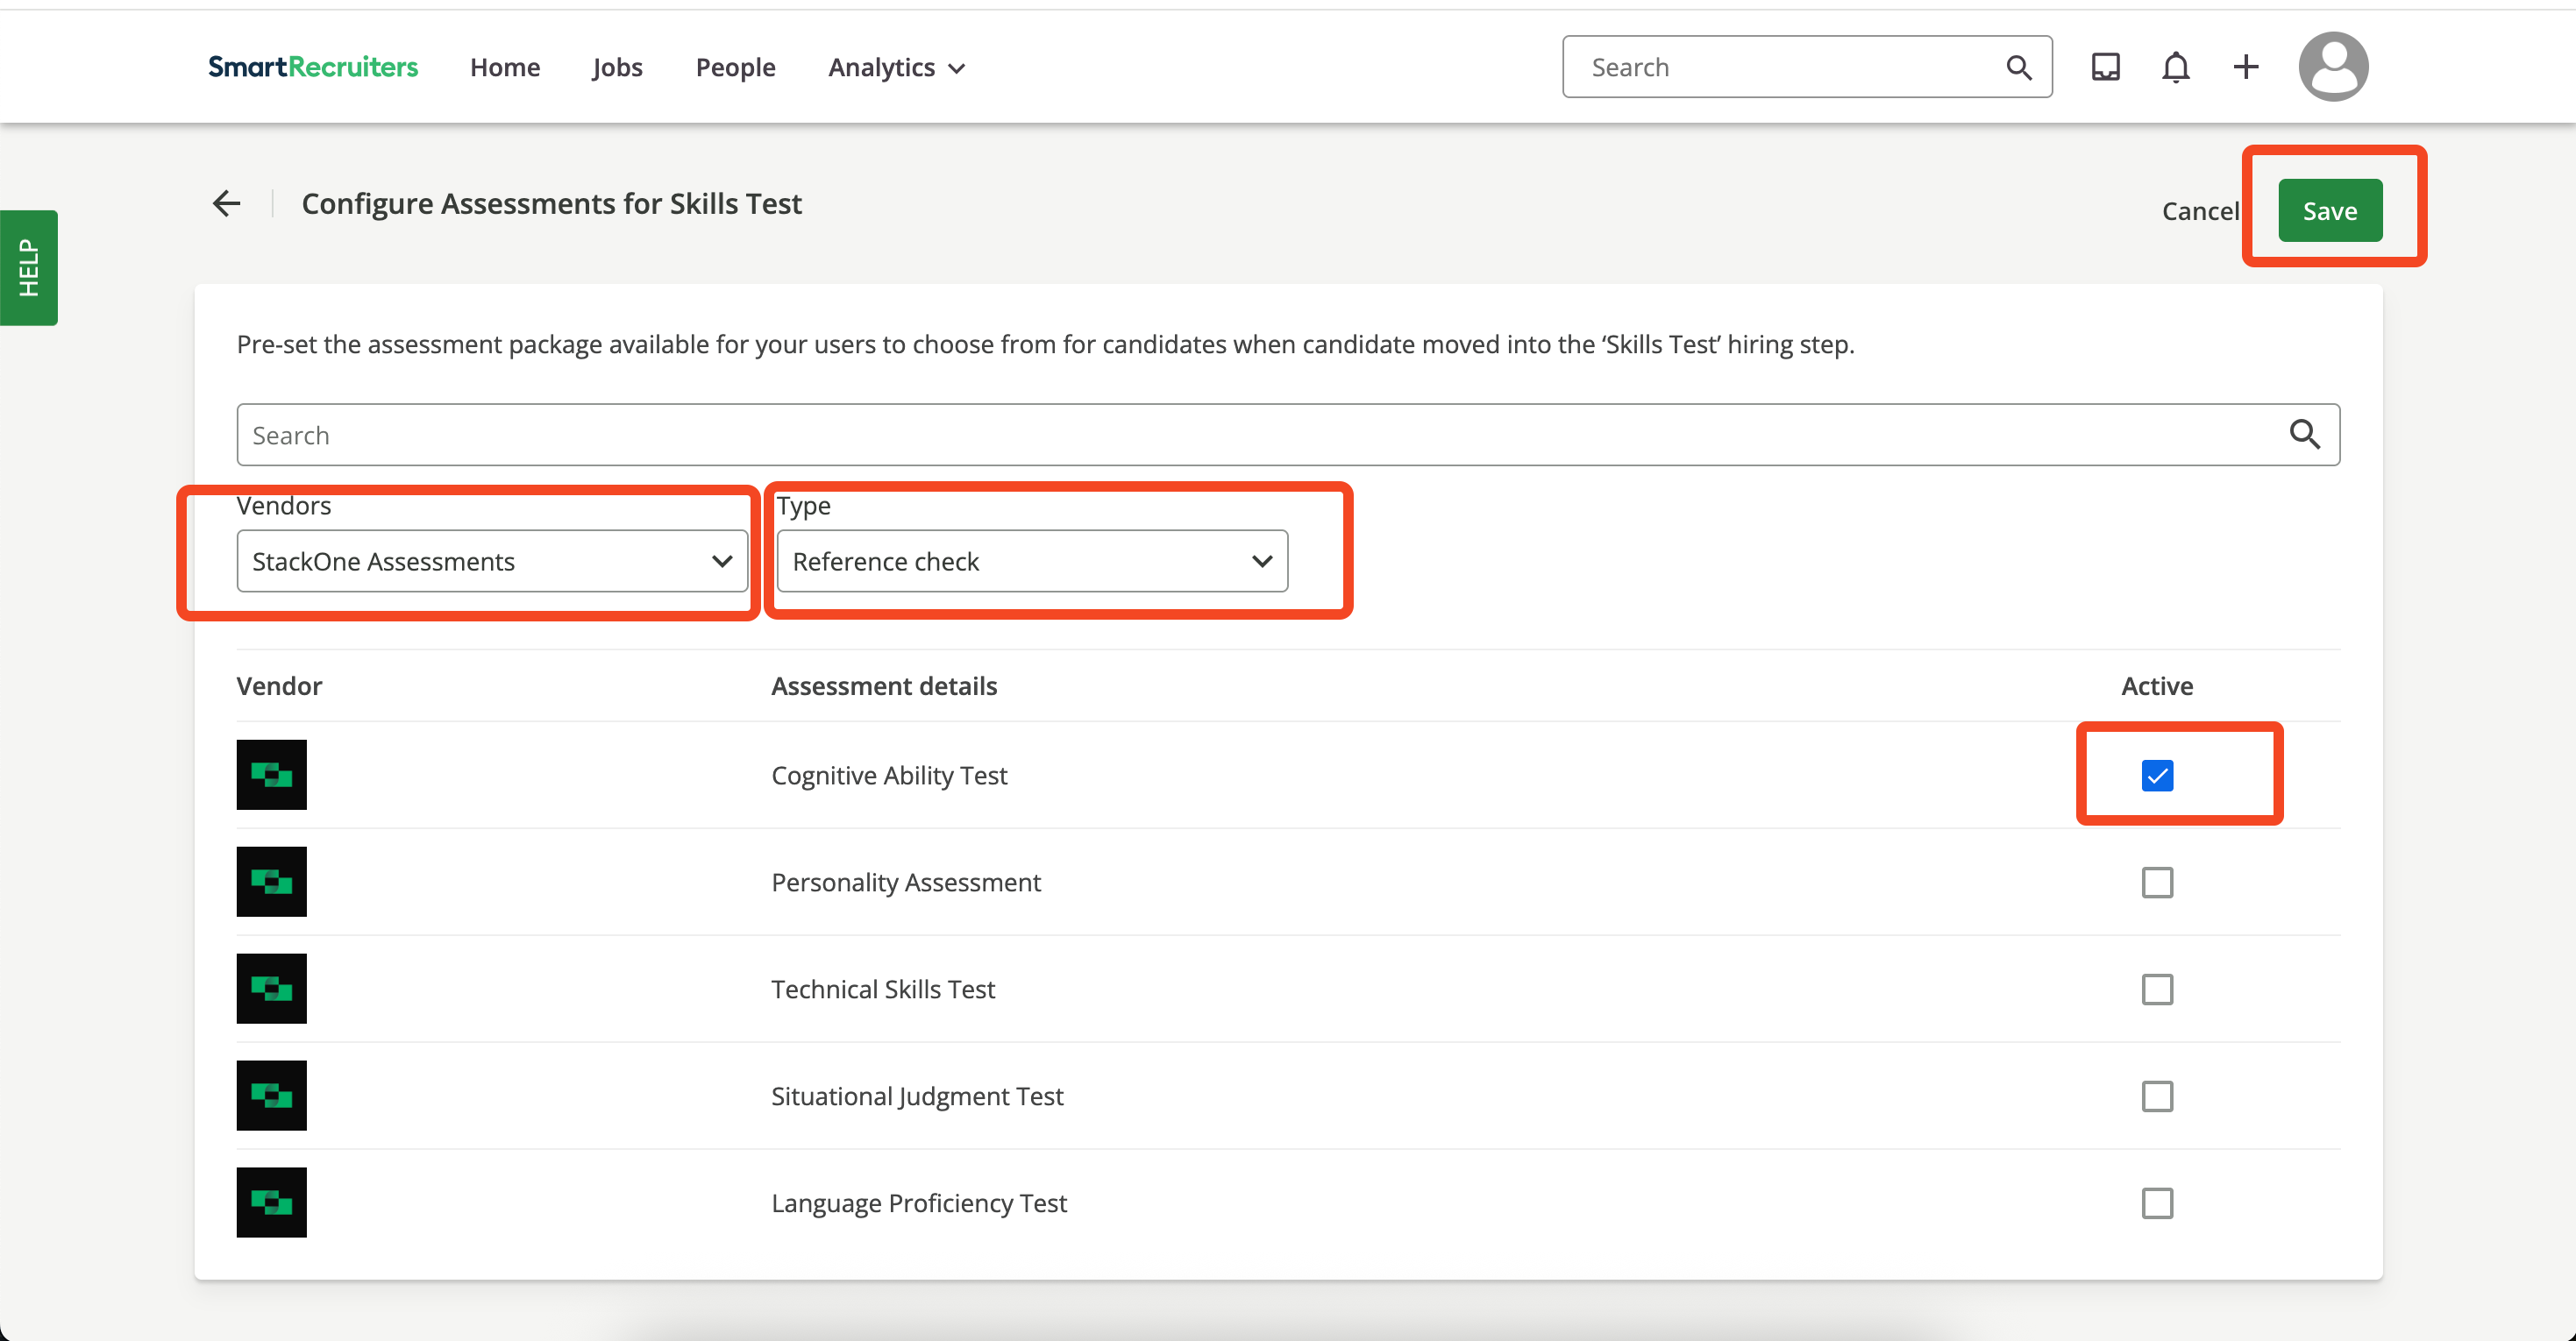 SmartRecruiters Home Jobs People Analytics Search
Configure Assessments for Skills Test Cancel Save
HELP
Pre-set the assessment package available for your users to choose from for candidates when candidate moved into the ‘Skills Test’ hiring step.
Search
Vendors Type
StackOne Assessments Reference check
Vendor Assessment details Active
Cognitive Ability Test
Personality Assessment
Technical Skills Test
Situational Judgment Test
Language Proficiency Test